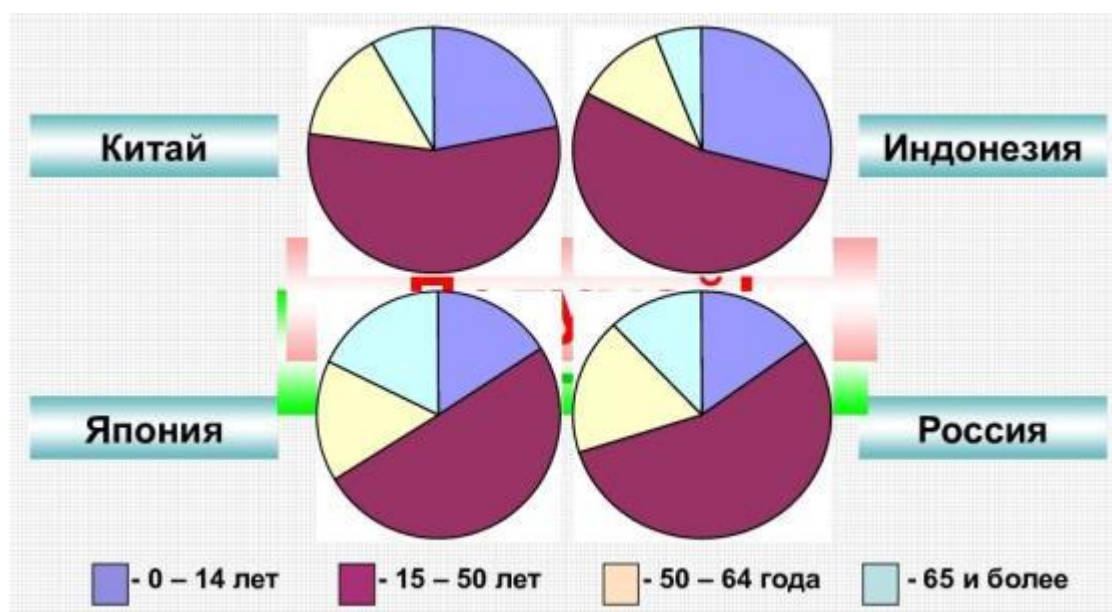 Китай
Индонезия
Япония
Россия
- 0 – 14 лет
- 15 – 50 лет
- 50 – 64 года
- 65 и более